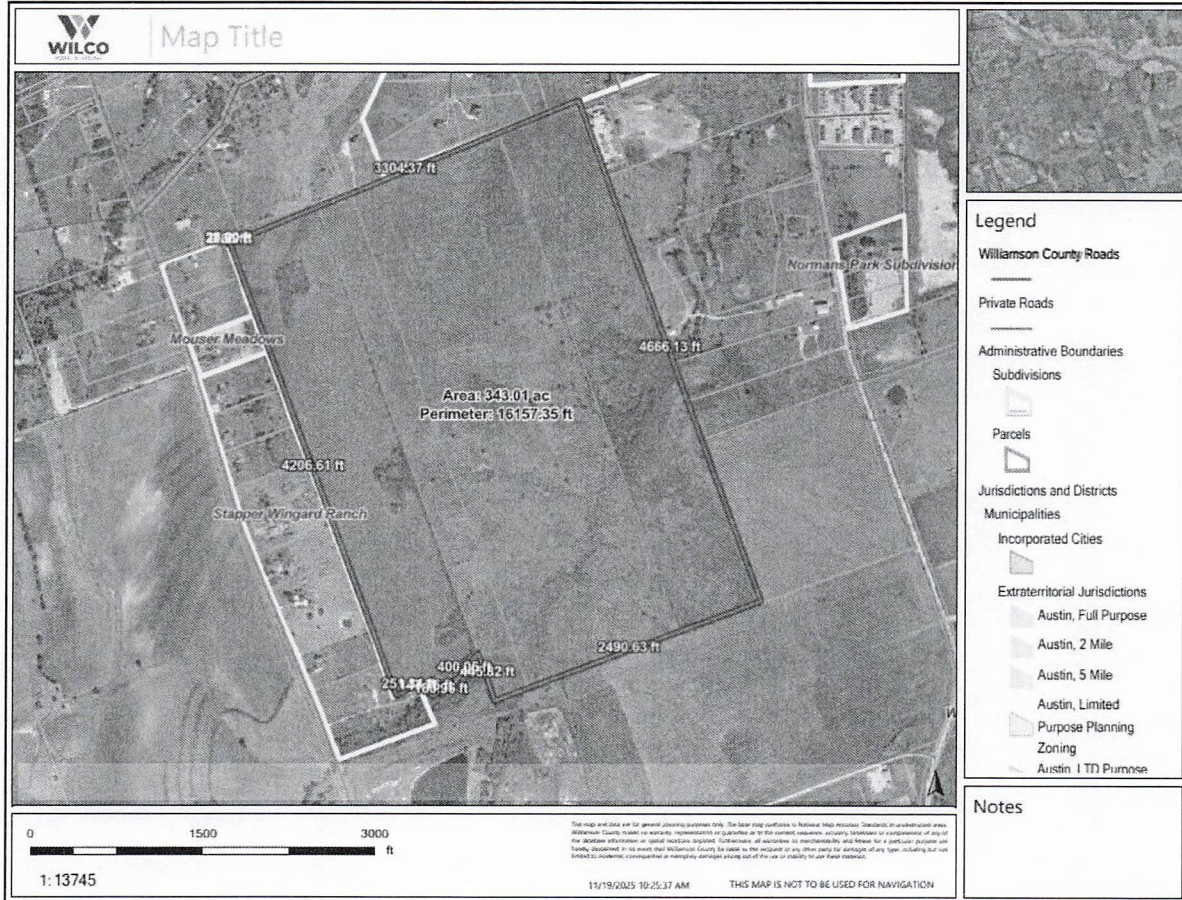 WILCO
Map Title
3304.37 ft
Normans Park Subdivision
Mouser Meadows
4666.13 ft
Area: 343.01 ac
Perimeter: 16157.35 ft
4206.61 ft
Stapper Wingard Ranch
2490.63 ft
400.05 ft
Legend
Williamson County Roads
Private Roads
Administrative Boundaries
Subdivisions
Parcels
Jurisdictions and Districts
Municipalities
Incorporated Cities
Extraterritorial Jurisdictions
Austin, Full Purpose
Austin, 2 Mile
Austin, 5 Mile
Austin, Limited
Purpose Planning
Zoning
Austin, LTD Purpose
Notes
0 1500 3000
ft
1: 13745
11/19/2025 10:25:37 AM THIS MAP IS NOT TO BE USED FOR NAVIGATION